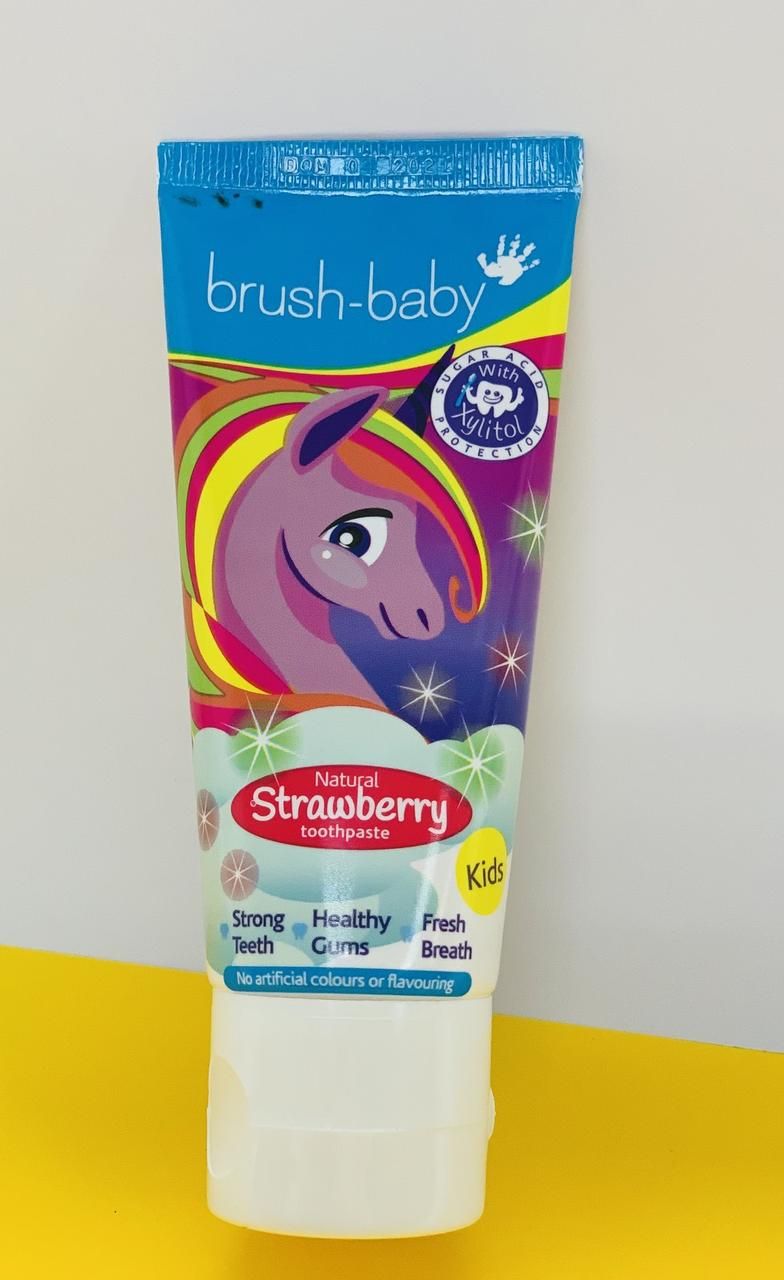 brush-baby
SUGAR ACID
With
Xylitol
PROTECTION
Natural
Strawberry
toothpaste
Kids
Strong Healthy Fresh
Teeth Gums Breath
No artificial colours or flavouring